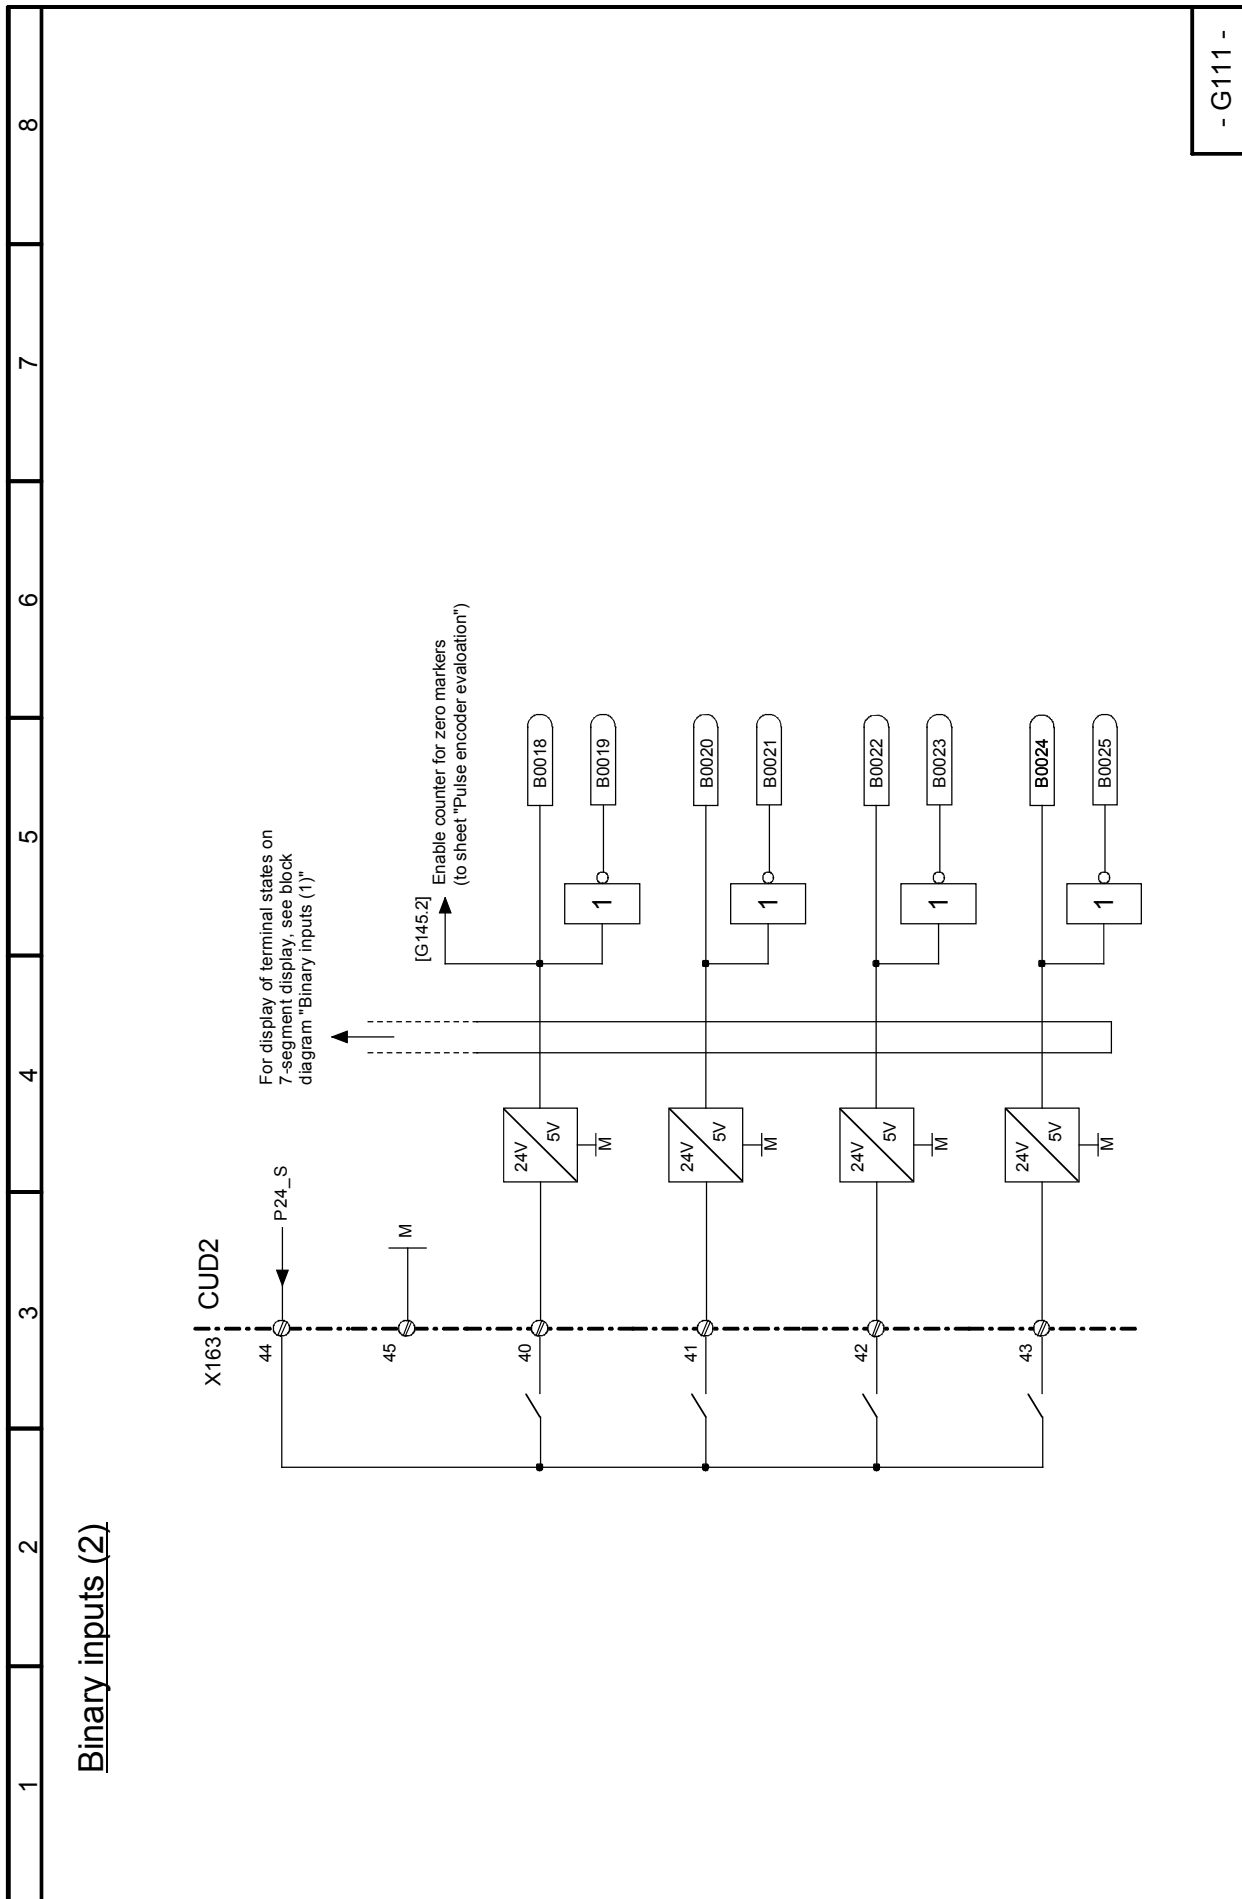 1
2
3
4
5
6
7
8
Binary inputs (2)
X163
CUD2
44
P24_S
For display of terminal states on
7-segment display, see block
diagram "Binary inputs (1)"
45
M
[G145.2]
Enable counter for zero markers
(to sheet "Pulse encoder evaloation")
40
24V
5V
M
B0018
1
B0019
41
24V
5V
M
B0020
1
B0021
42
24V
5V
M
B0022
1
B0023
43
24V
5V
M
B0024
1
B0025
- G111 -